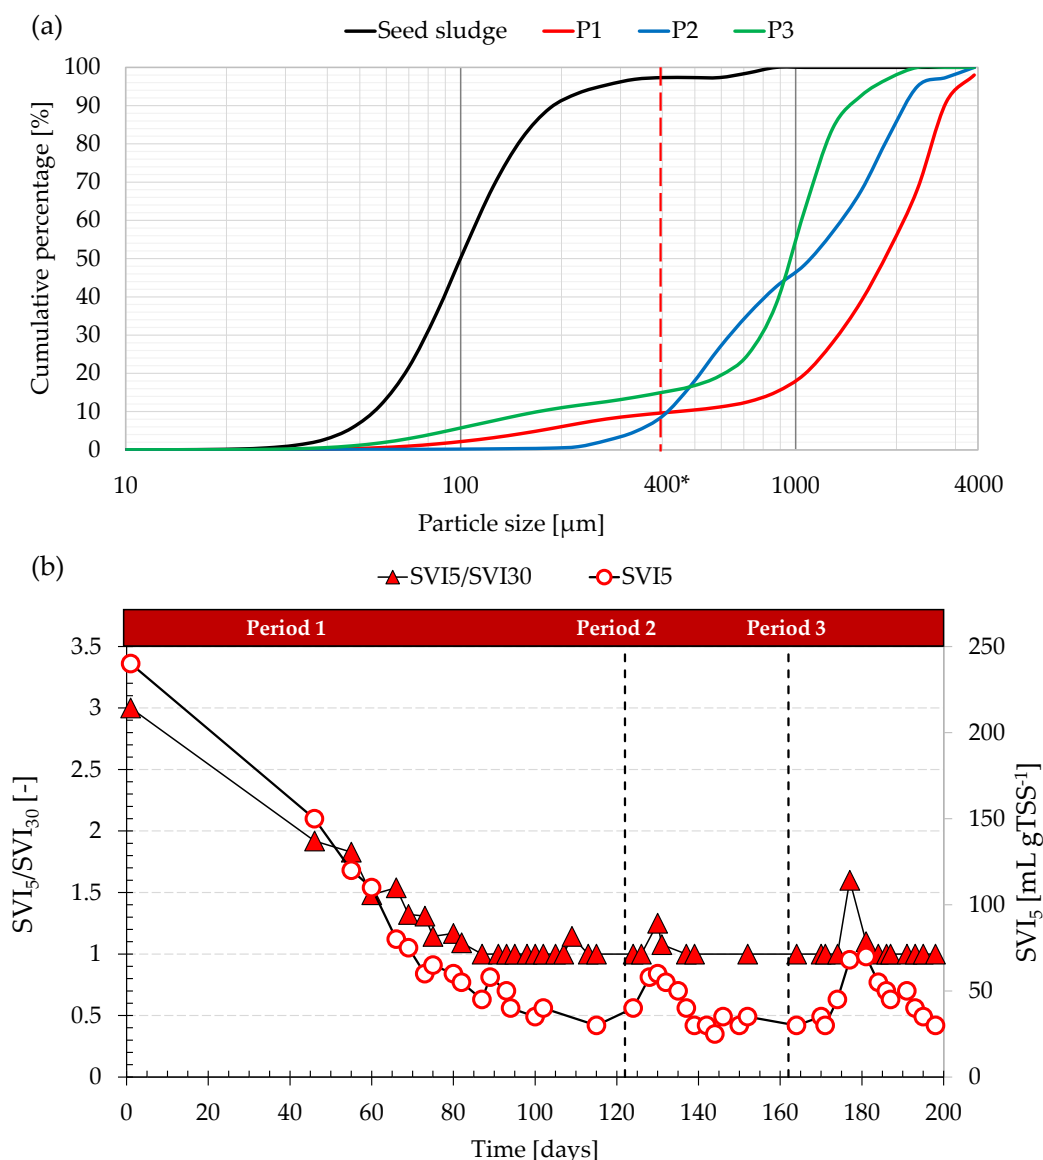 (a)
Seed sludge P1 P2 P3
Cumulative percentage [%]
100
90
80
70
60
50
40
30
20
10
0
10 100 400* 1000 4000
Particle size [µm]
(b)
SVI5/SVI30 SVI5
Period 1 Period 2 Period 3
SVI₅/SVI₃₀ [-]
3.5
3
2.5
2
1.5
1
0.5
0
250
200
150
100
50
0
SVI₅ [mL gTSS⁻¹]
0 20 40 60 80 100 120 140 160 180 200
Time [days]